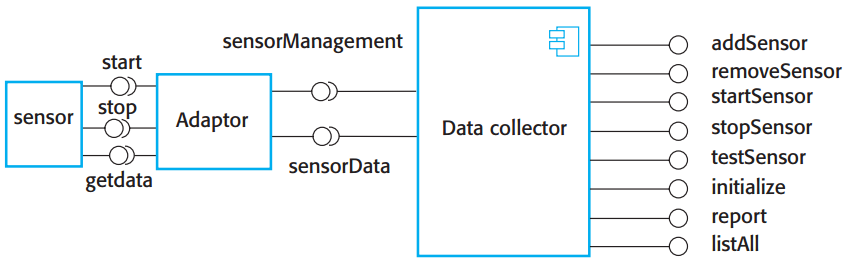 start
sensorManagement
addSensor
removeSensor
startSensor
sensor
stop
Adaptor
Data collector
stopSensor
testSensor
getdata
sensorData
initialize
report
listAll